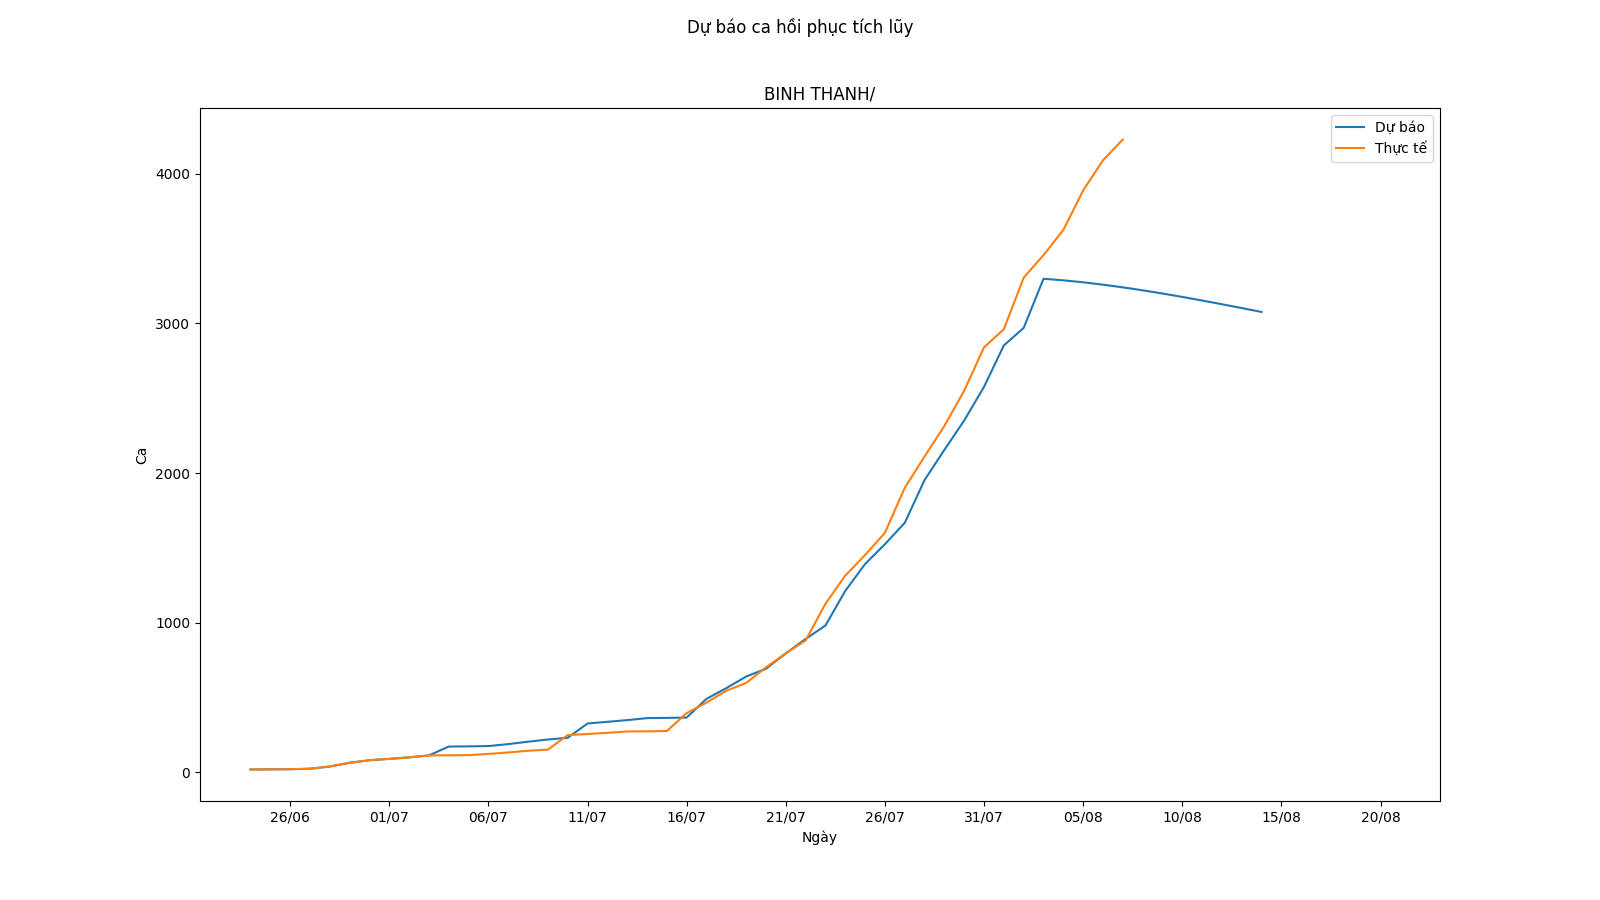 Dự báo ca hồi phục tích lũy
BINH THANH/
Dự báo
Thực tế
4000
3000
2000
1000
0
Ca
26/06 01/07 06/07 11/07 16/07 21/07 26/07 31/07 05/08 10/08 15/08 20/08
Ngày